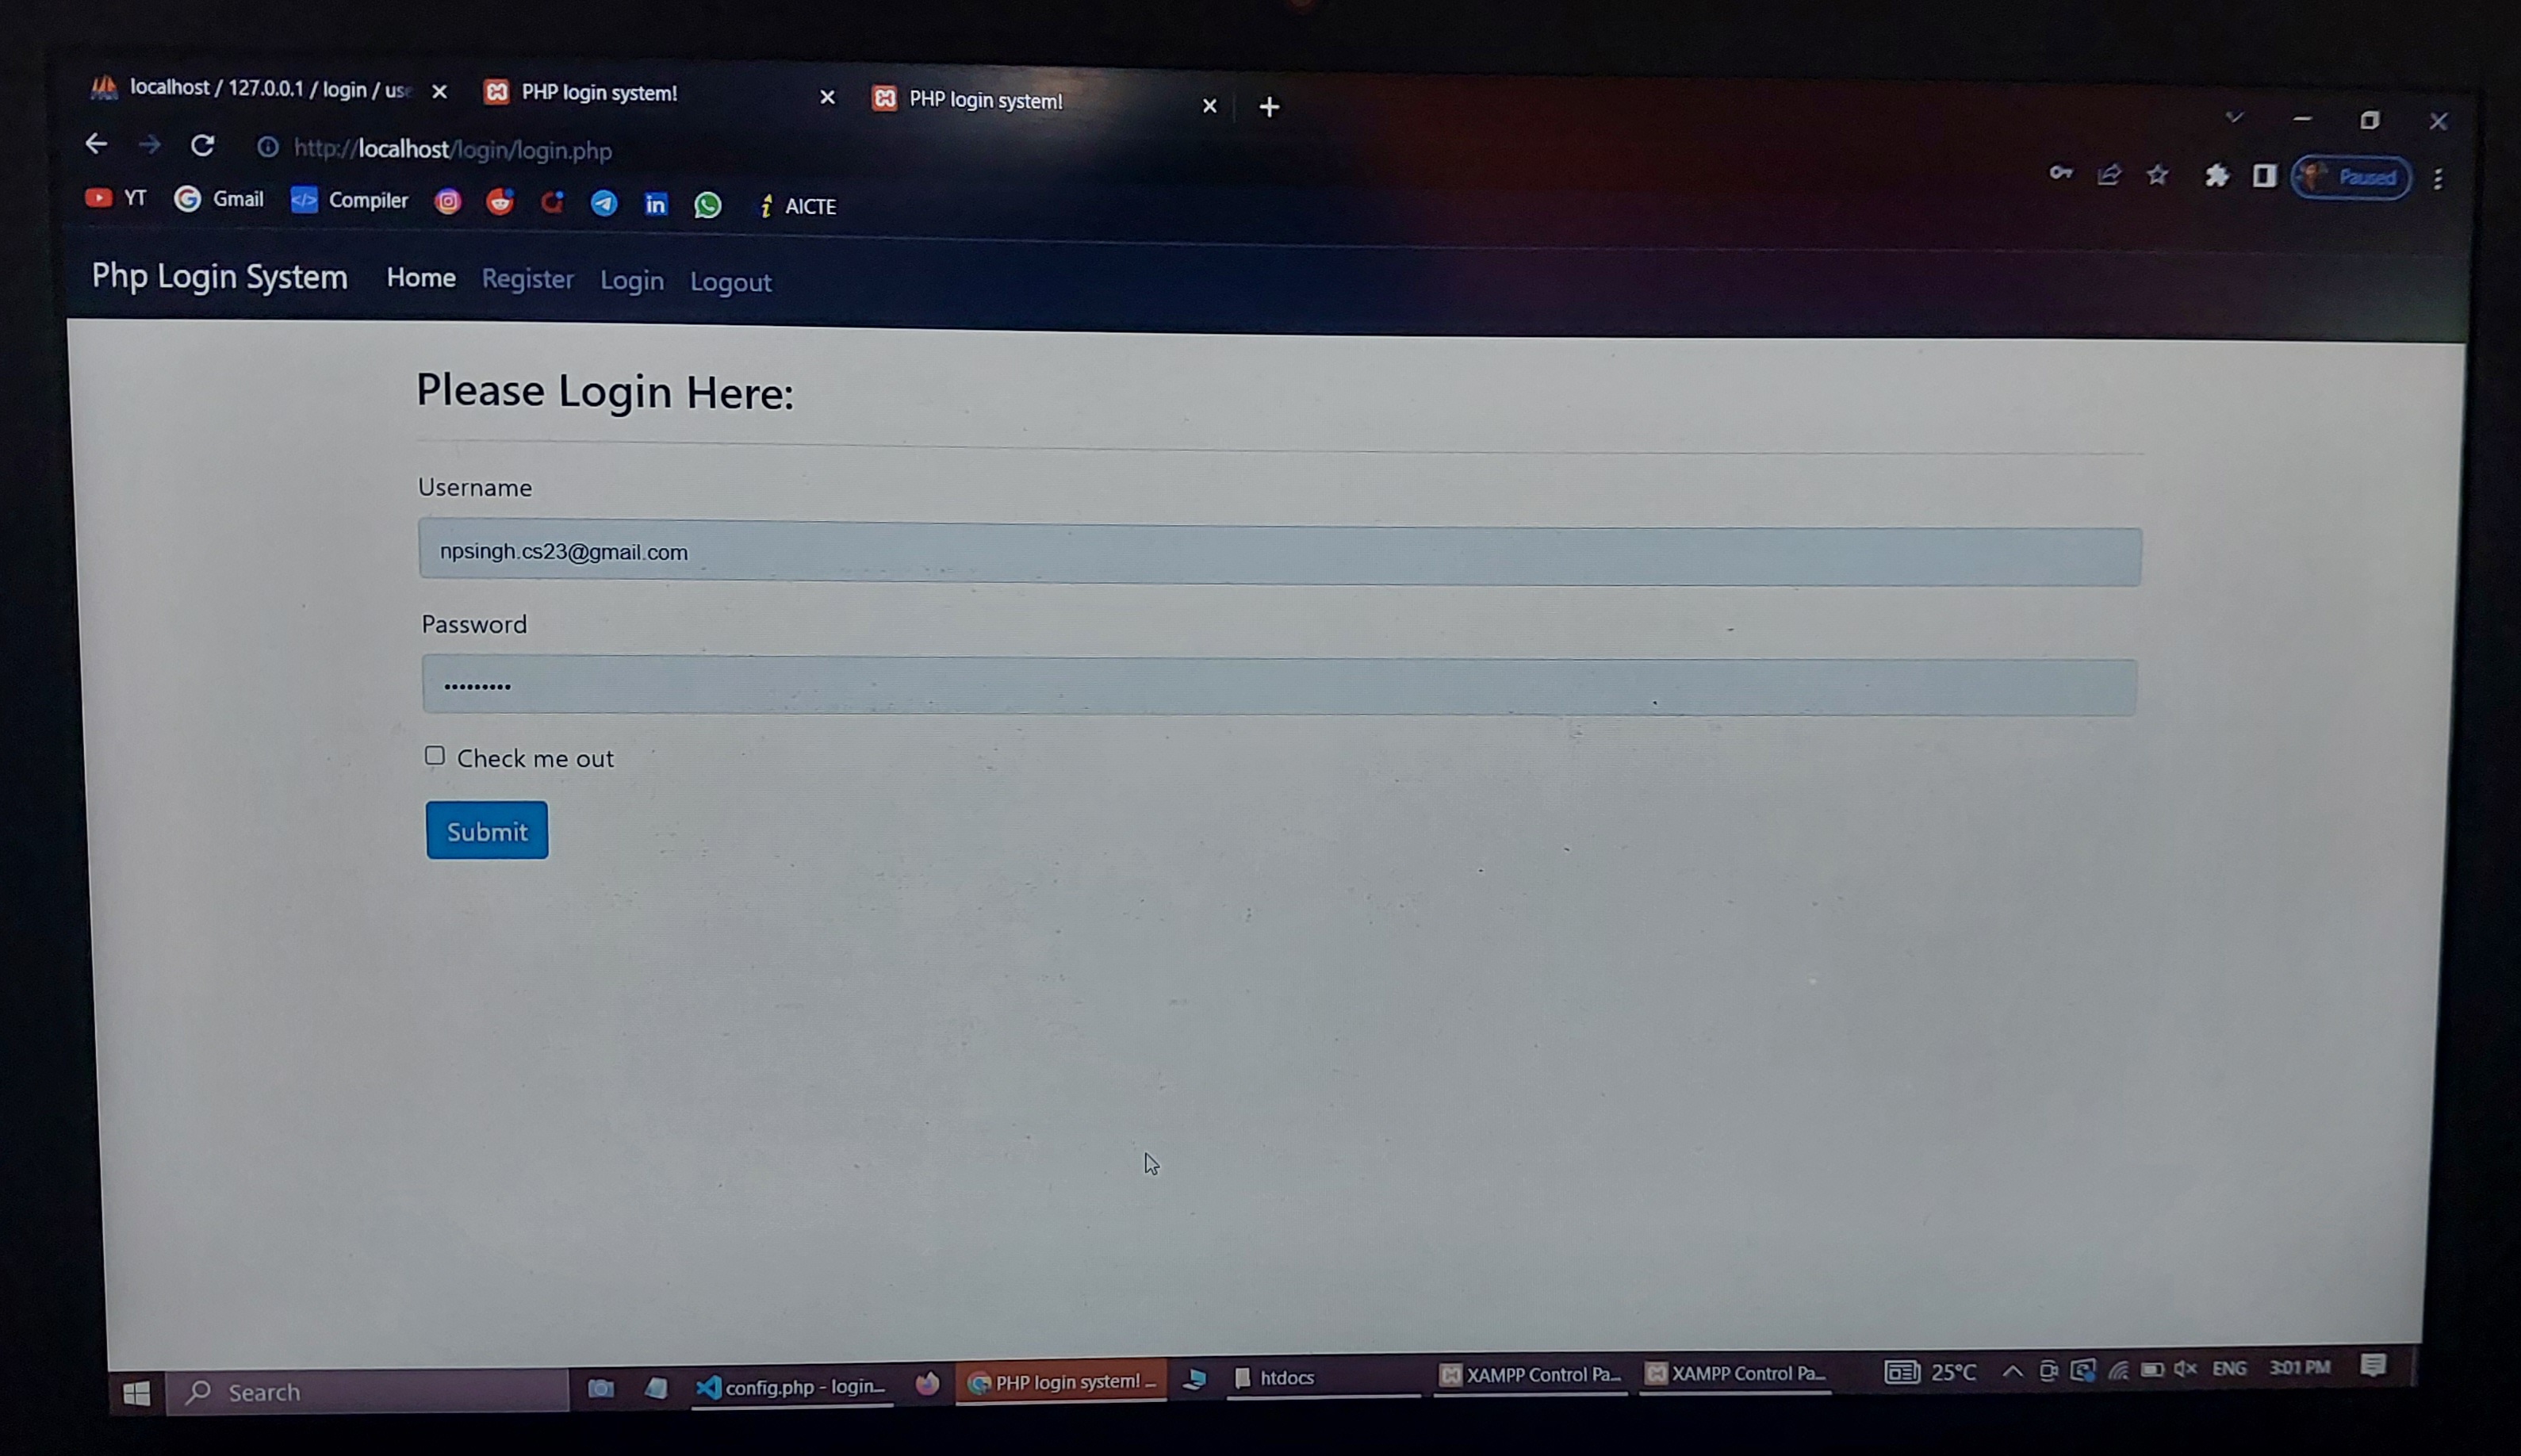 localhost / 127.0.0.1 / login / use
PHP login system!
PHP login system!
http://localhost/login/login.php
Paused
YT Gmail Compiler in AICTE
Php Login System Home Register Login Logout
Please Login Here:
Username
npsingh.cs23@gmail.com
Password
Check me out
Submit
Search
config.php - login...
PHP login system! ...
htdocs
XAMPP Control Pa...
XAMPP Control Pa...
25°C
ENG
3:01 PM